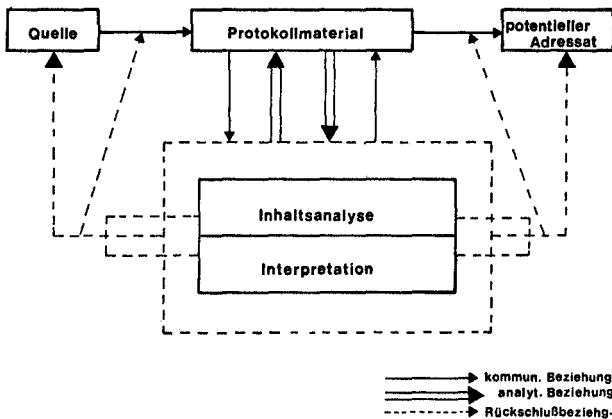 Quelle
Protokollmaterial
potentieller
Adressat
Inhaltsanalyse
Interpretation
kommun. Beziehung
analyt. Beziehung
Rückschlußbeziehg.